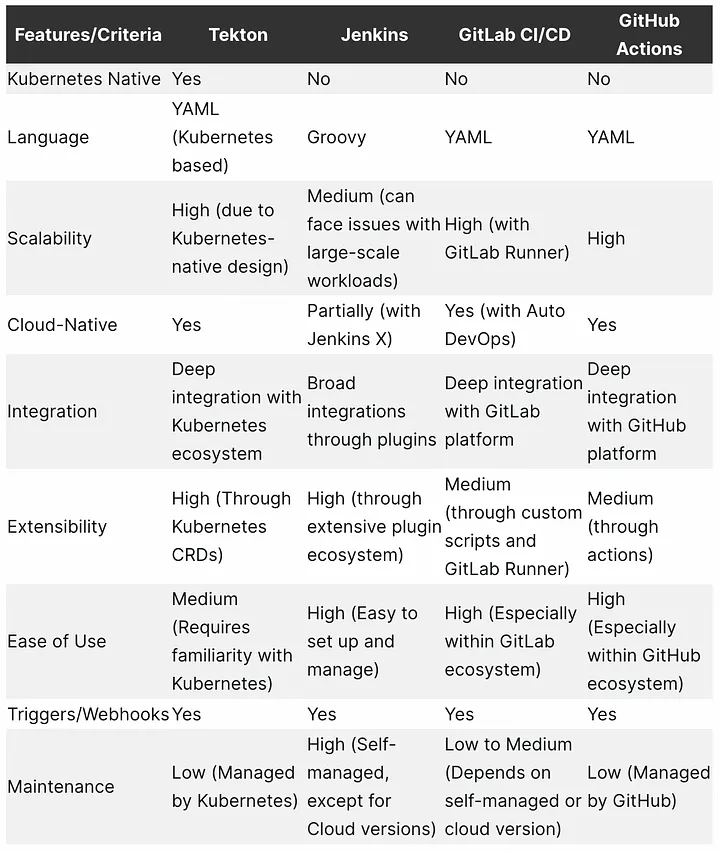 Features/Criteria Tekton Jenkins GitLab CI/CD GitHub Actions
Kubernetes Native Yes No No No
Language YAML (Kubernetes based) Groovy YAML YAML
Scalability High (due to Kubernetes-native design) Medium (can face issues with large-scale workloads) High (with GitLab Runner) High
Cloud-Native Yes Partially (with Jenkins X) Yes (with Auto DevOps) Yes
Integration Deep integration with Kubernetes ecosystem Broad integrations through plugins Deep integration with GitLab platform Deep integration with GitHub platform
Extensibility High (Through Kubernetes CRDs) High (through extensive plugin ecosystem) Medium (through custom scripts and GitLab Runner) Medium (through actions)
Ease of Use Medium (Requires familiarity with Kubernetes) High (Easy to set up and manage) High (Especially within GitLab ecosystem) High (Especially within GitHub ecosystem)
Triggers/Webhooks Yes Yes Yes Yes
Maintenance Low (Managed by Kubernetes) High (Self-managed, except for Cloud versions) Low to Medium (Depends on self-managed or cloud version) Low (Managed by GitHub)